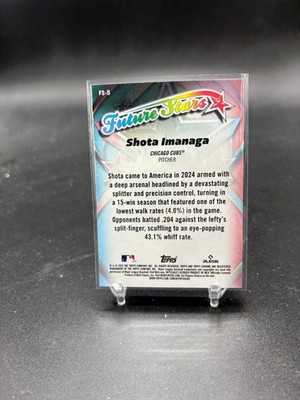 FS-5
Future Stars
Shota Imanaga
CHICAGO CUBS®
PITCHER
Shota came to America in 2024 armed with
a deep arsenal headlined by a devastating
splitter and precision control, turning in
a 15-win season that featured one of the
lowest walk rates (4.0%) in the game.
Opponents batted .204 against the lefty's
split-finger, scuffling to an eye-popping
43.1% whiff rate.
Topps
PLAYERS